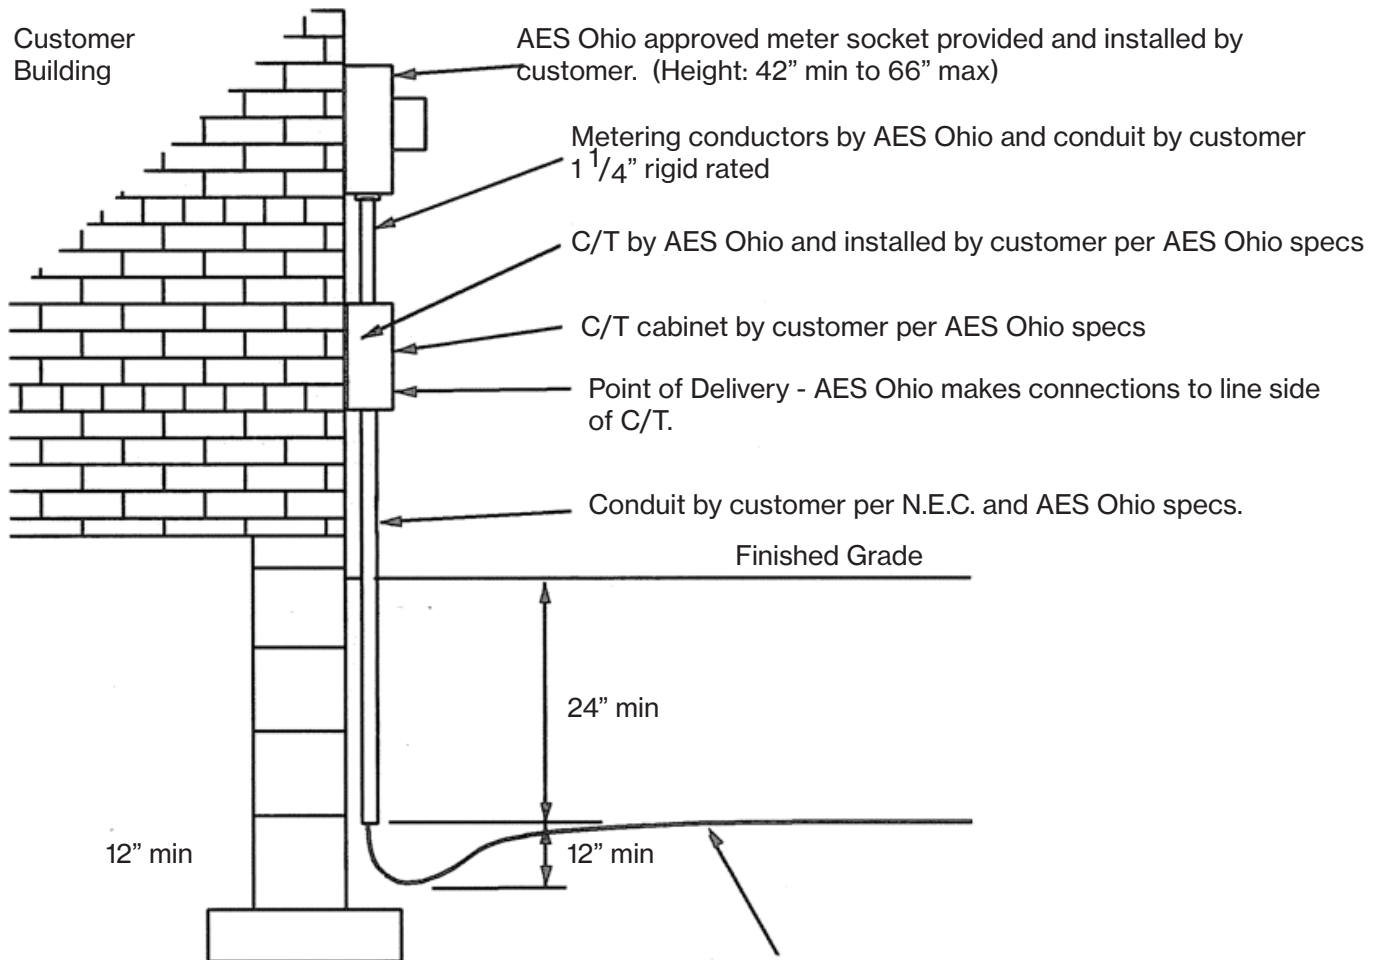 Customer
Building
AES Ohio approved meter socket provided and installed by
customer. (Height: 42” min to 66” max)
Metering conductors by AES Ohio and conduit by customer
1 1/4” rigid rated
C/T by AES Ohio and installed by customer per AES Ohio specs
C/T cabinet by customer per AES Ohio specs
Point of Delivery - AES Ohio makes connections to line side
of C/T.
Conduit by customer per N.E.C. and AES Ohio specs.
Finished Grade
24” min
12” min
12” min